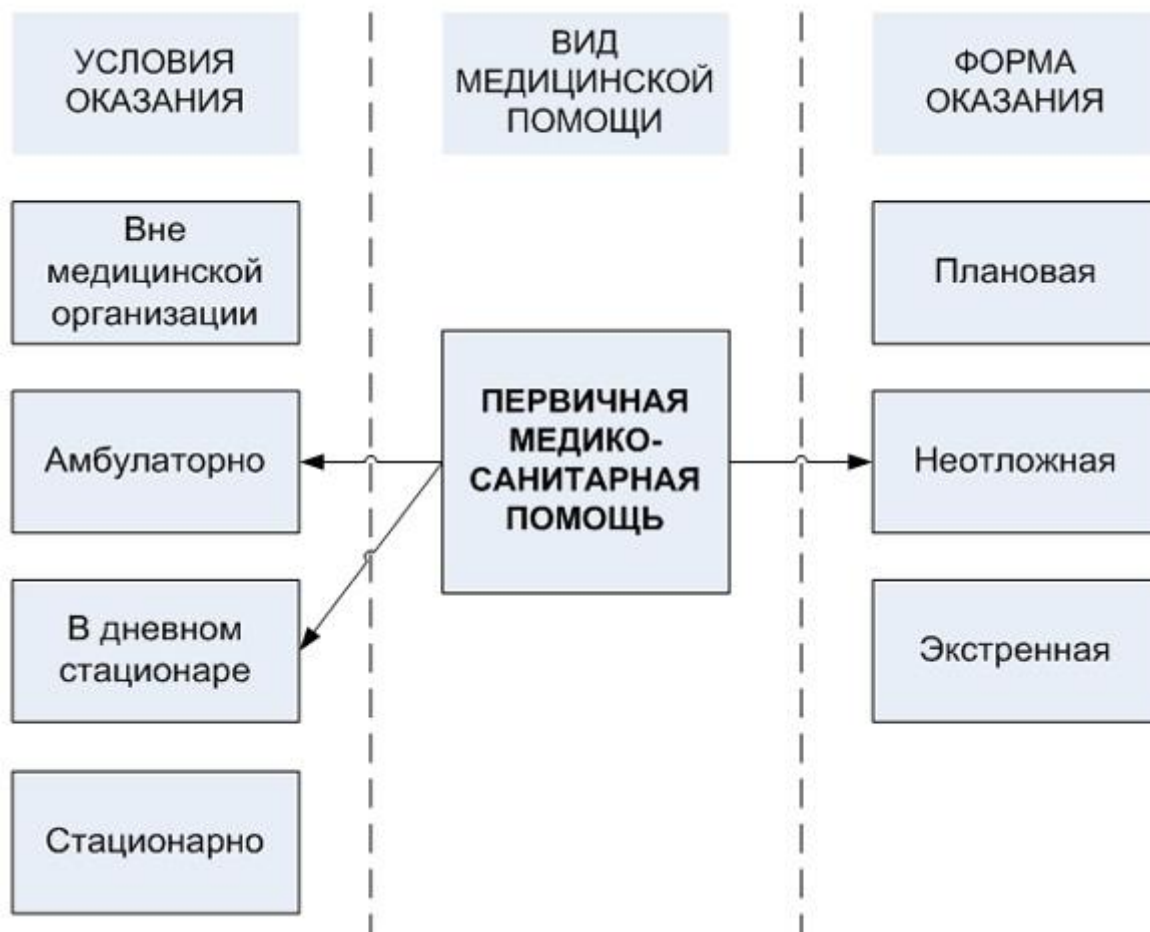 УСЛОВИЯ
ОКАЗАНИЯ
ВИД
МЕДИЦИНСКОЙ
ПОМОЩИ
ФОРМА
ОКАЗАНИЯ
Вне
медицинской
организации
Амбулаторно
В дневном
стационаре
Стационарно
ПЕРВИЧНАЯ
МЕДИКО-
САНИТАРНАЯ
ПОМОЩЬ
Плановая
Неотложная
Экстренная